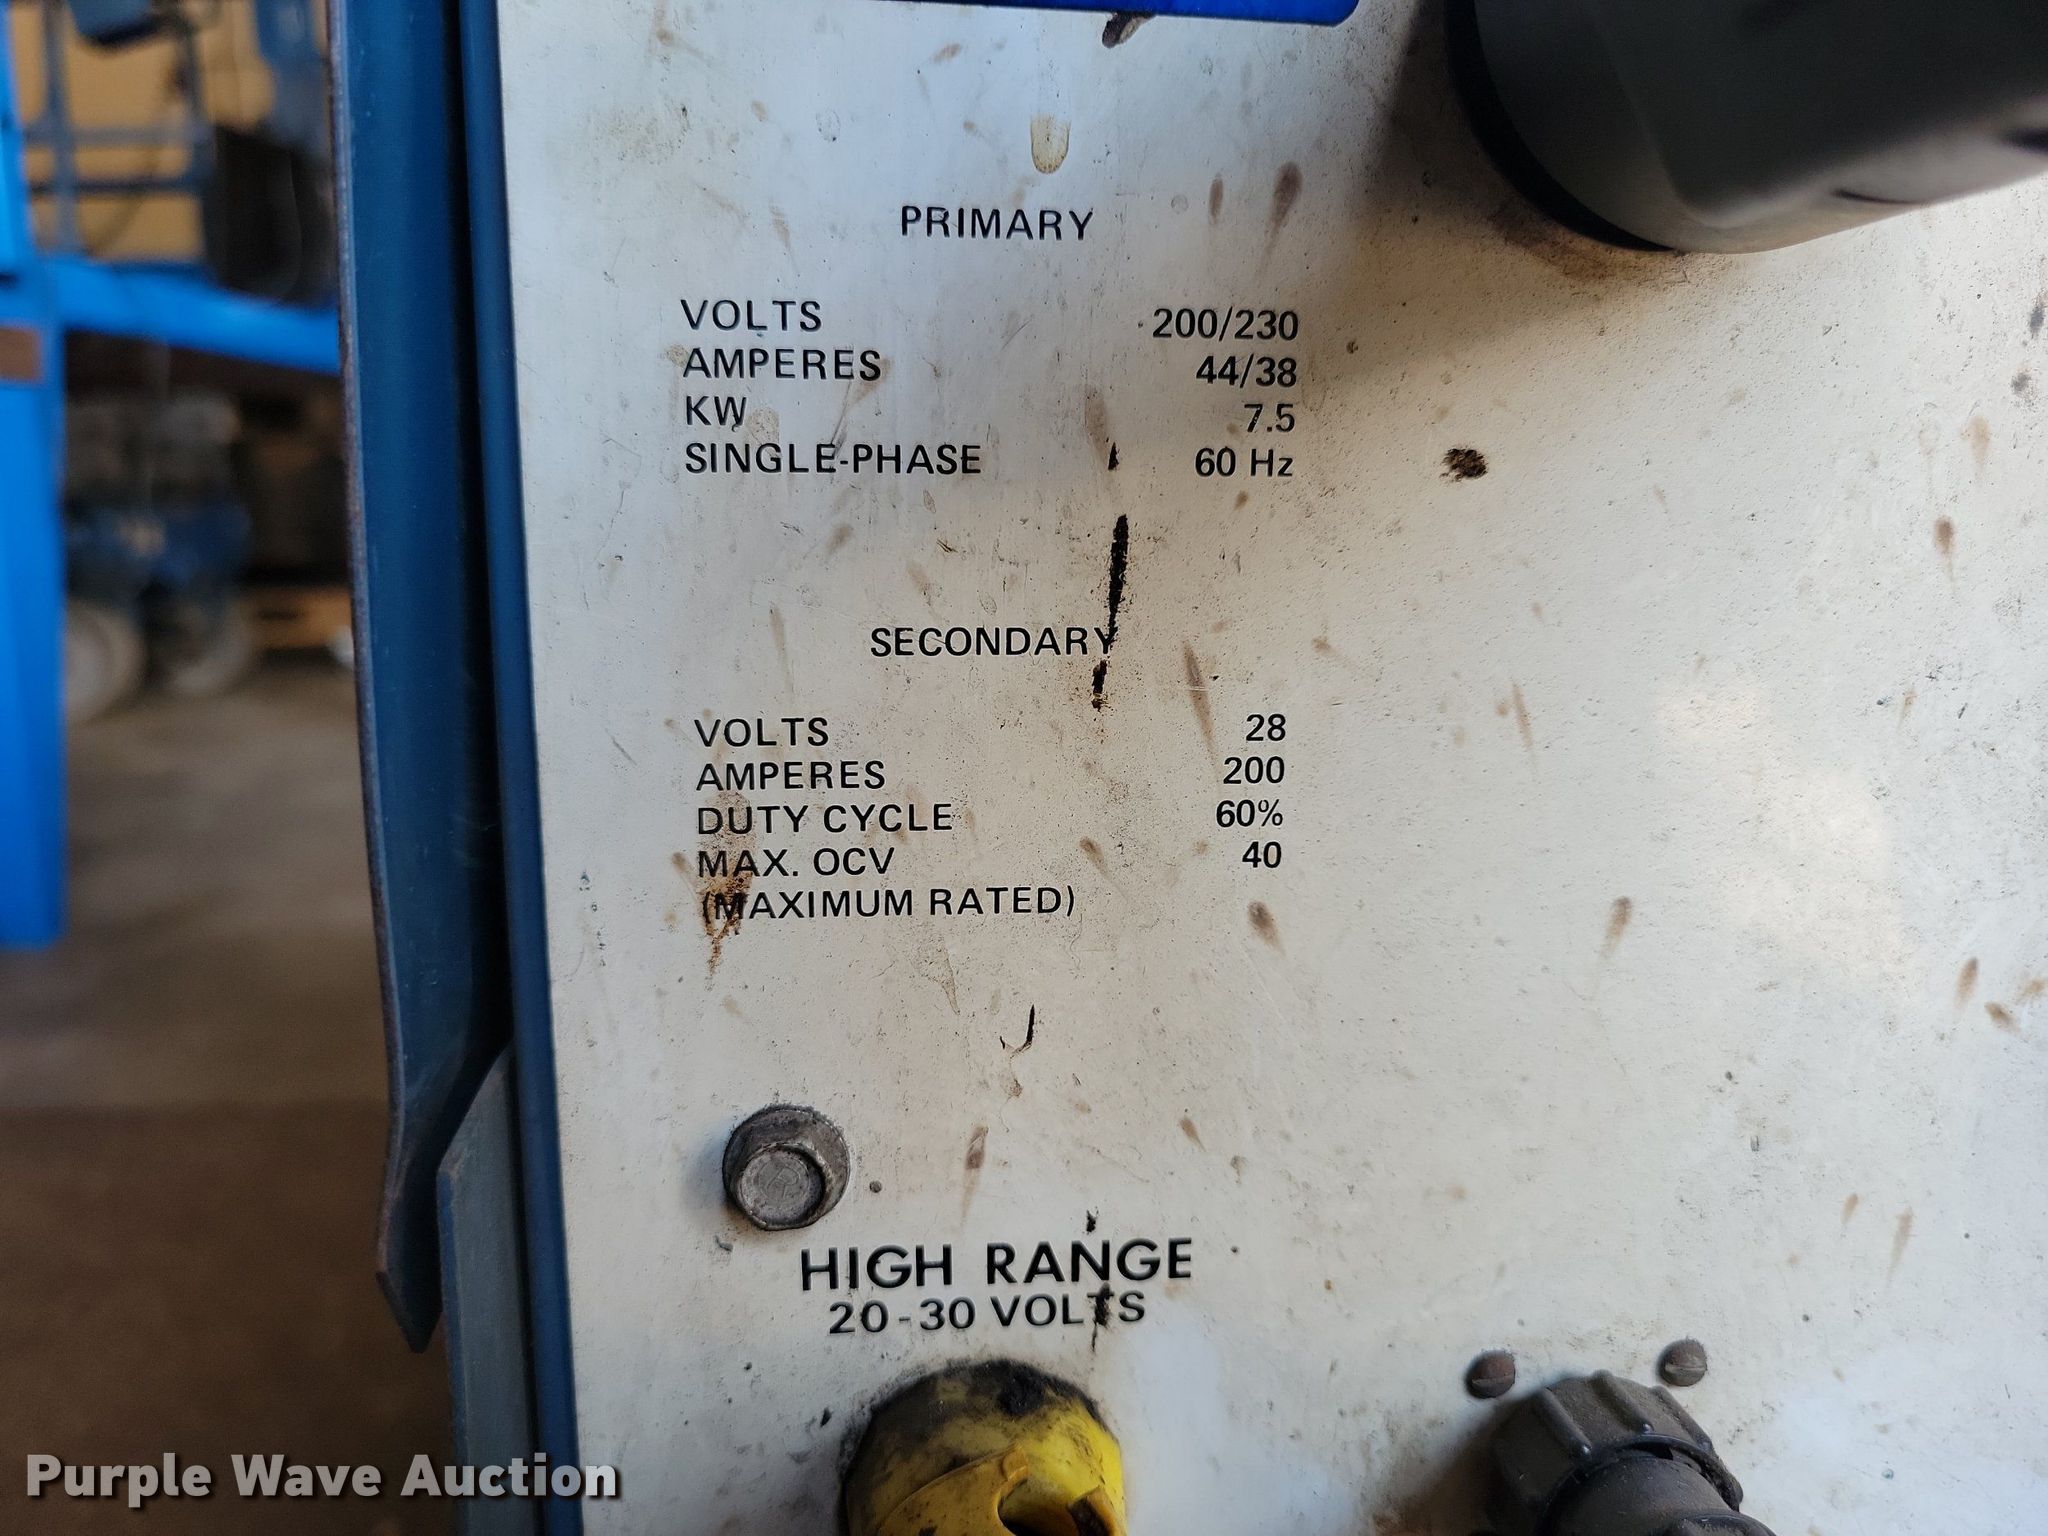 PRIMARY
VOLTS 200/230
AMPERES 44/38
KW 7.5
SINGLE-PHASE 60 Hz
SECONDARY
VOLTS 28
AMPERES 200
DUTY CYCLE 60%
MAX. OCV 40
(MAXIMUM RATED)
HIGH RANGE
20-30 VOLTS
Purple Wave Auction